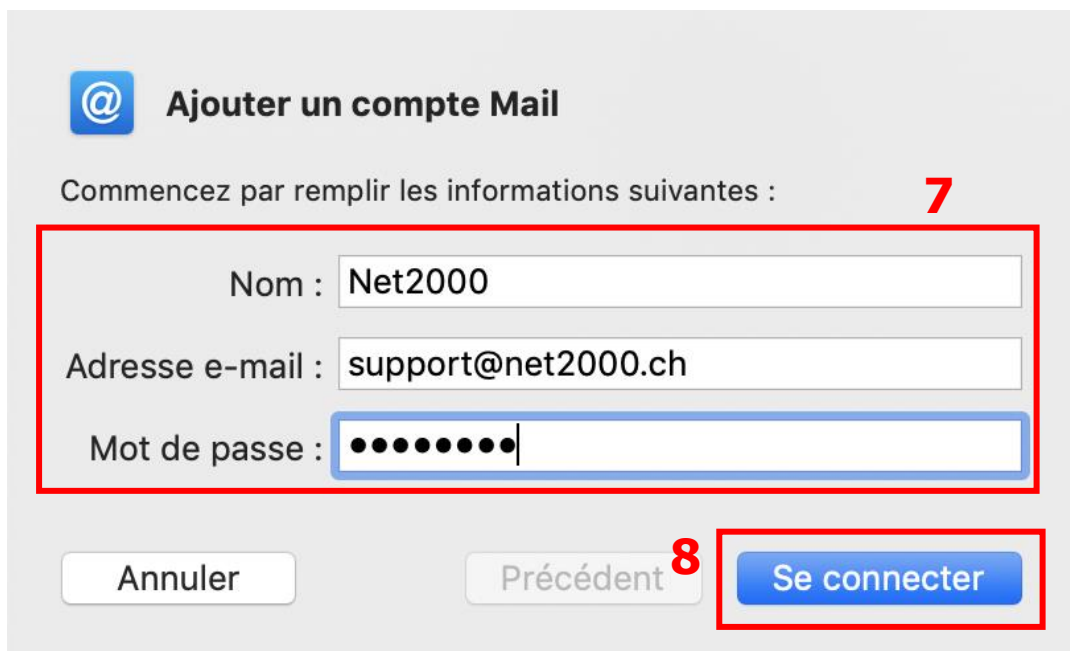 @ Ajouter un compte Mail
Commencez par remplir les informations suivantes :
7
Nom : Net2000
Adresse e-mail : support@net2000.ch
Mot de passe : ●●●●●●●●
Annuler Précédent 8 Se connecter